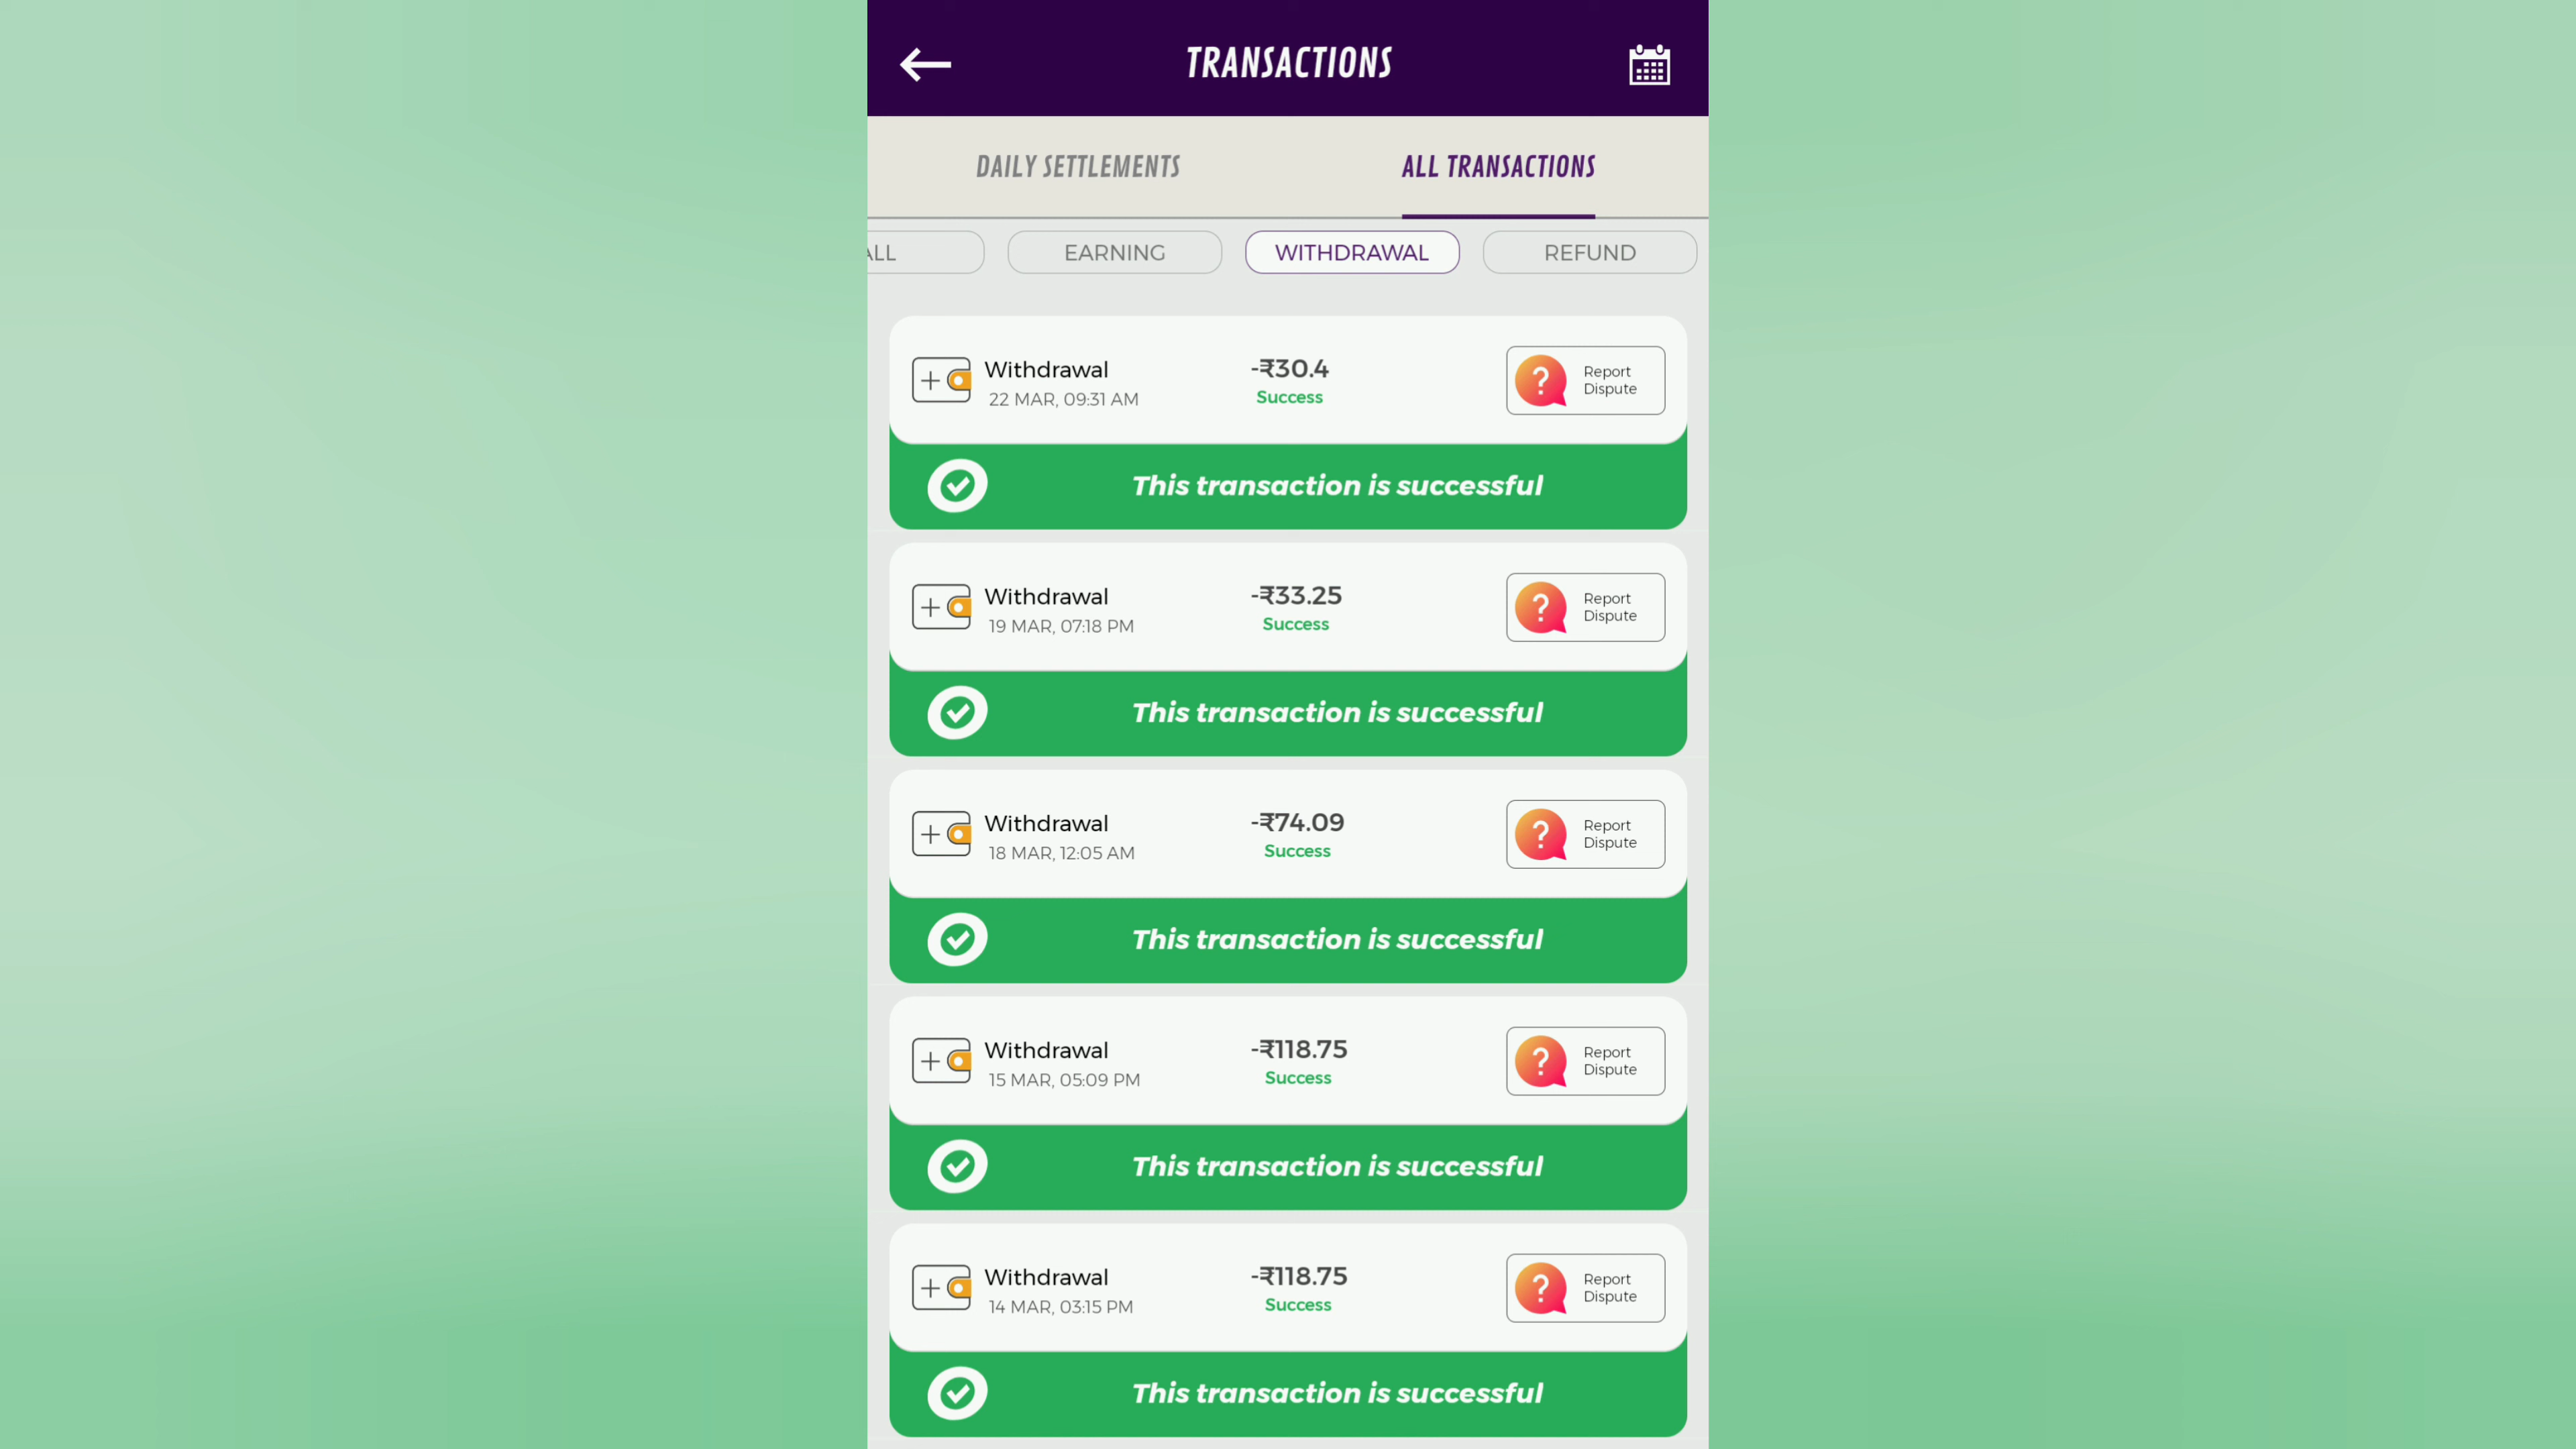 TRANSACTIONS
DAILY SETTLEMENTS
ALL TRANSACTIONS
ALL
EARNING
WITHDRAWAL
REFUND
Withdrawal
22 MAR, 09:31 AM
-₹30.4
Success
Report
Dispute
This transaction is successful
Withdrawal
19 MAR, 07:18 PM
-₹33.25
Success
Report
Dispute
This transaction is successful
Withdrawal
18 MAR, 12:05 AM
-₹74.09
Success
Report
Dispute
This transaction is successful
Withdrawal
15 MAR, 05:09 PM
-₹118.75
Success
Report
Dispute
This transaction is successful
Withdrawal
14 MAR, 03:15 PM
-₹118.75
Success
Report
Dispute
This transaction is successful